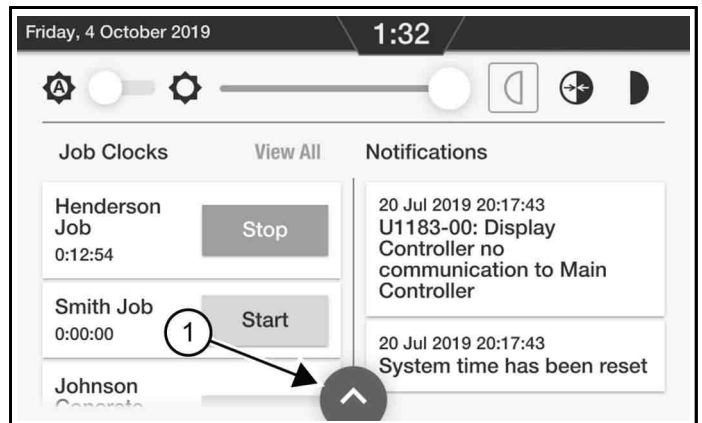 Friday, 4 October 2019
1:32
A
Job Clocks
View All
Notifications
Henderson
Job
0:12:54
Stop
Smith Job
0:00:00
Start
Johnson
20 Jul 2019 20:17:43
U1183-00: Display
Controller no
communication to Main
Controller
20 Jul 2019 20:17:43
System time has been reset
1